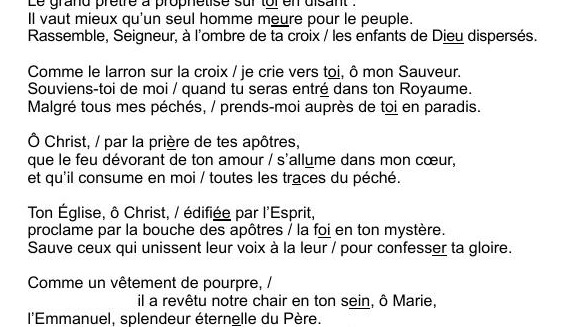 Le grand prêtre a prophétisé sur toi en disant :
Il vaut mieux qu’un seul homme meure pour le peuple.
Rassemble, Seigneur, à l’ombre de ta croix / les enfants de Dieu dispersés.
Comme le larron sur la croix / je crie vers toi, ô mon Sauveur.
Souviens-toi de moi / quand tu seras entré dans ton Royaume.
Malgré tous mes péchés, / prends-moi auprès de toi en paradis.
Ô Christ, / par la prière de tes apôtres,
que le feu dévorant de ton amour / s’allume dans mon cœur,
et qu’il consume en moi / toutes les traces du péché.
Ton Église, ô Christ, / édifiée par l’Esprit,
proclame par la bouche des apôtres / la foi en ton mystère.
Sauve ceux qui unissent leur voix à la leur / pour confesser ta gloire.
Comme un vêtement de pourpre, /
il a revêtu notre chair en ton sein, ô Marie,
l’Emmanuel, splendeur éternelle du Père.